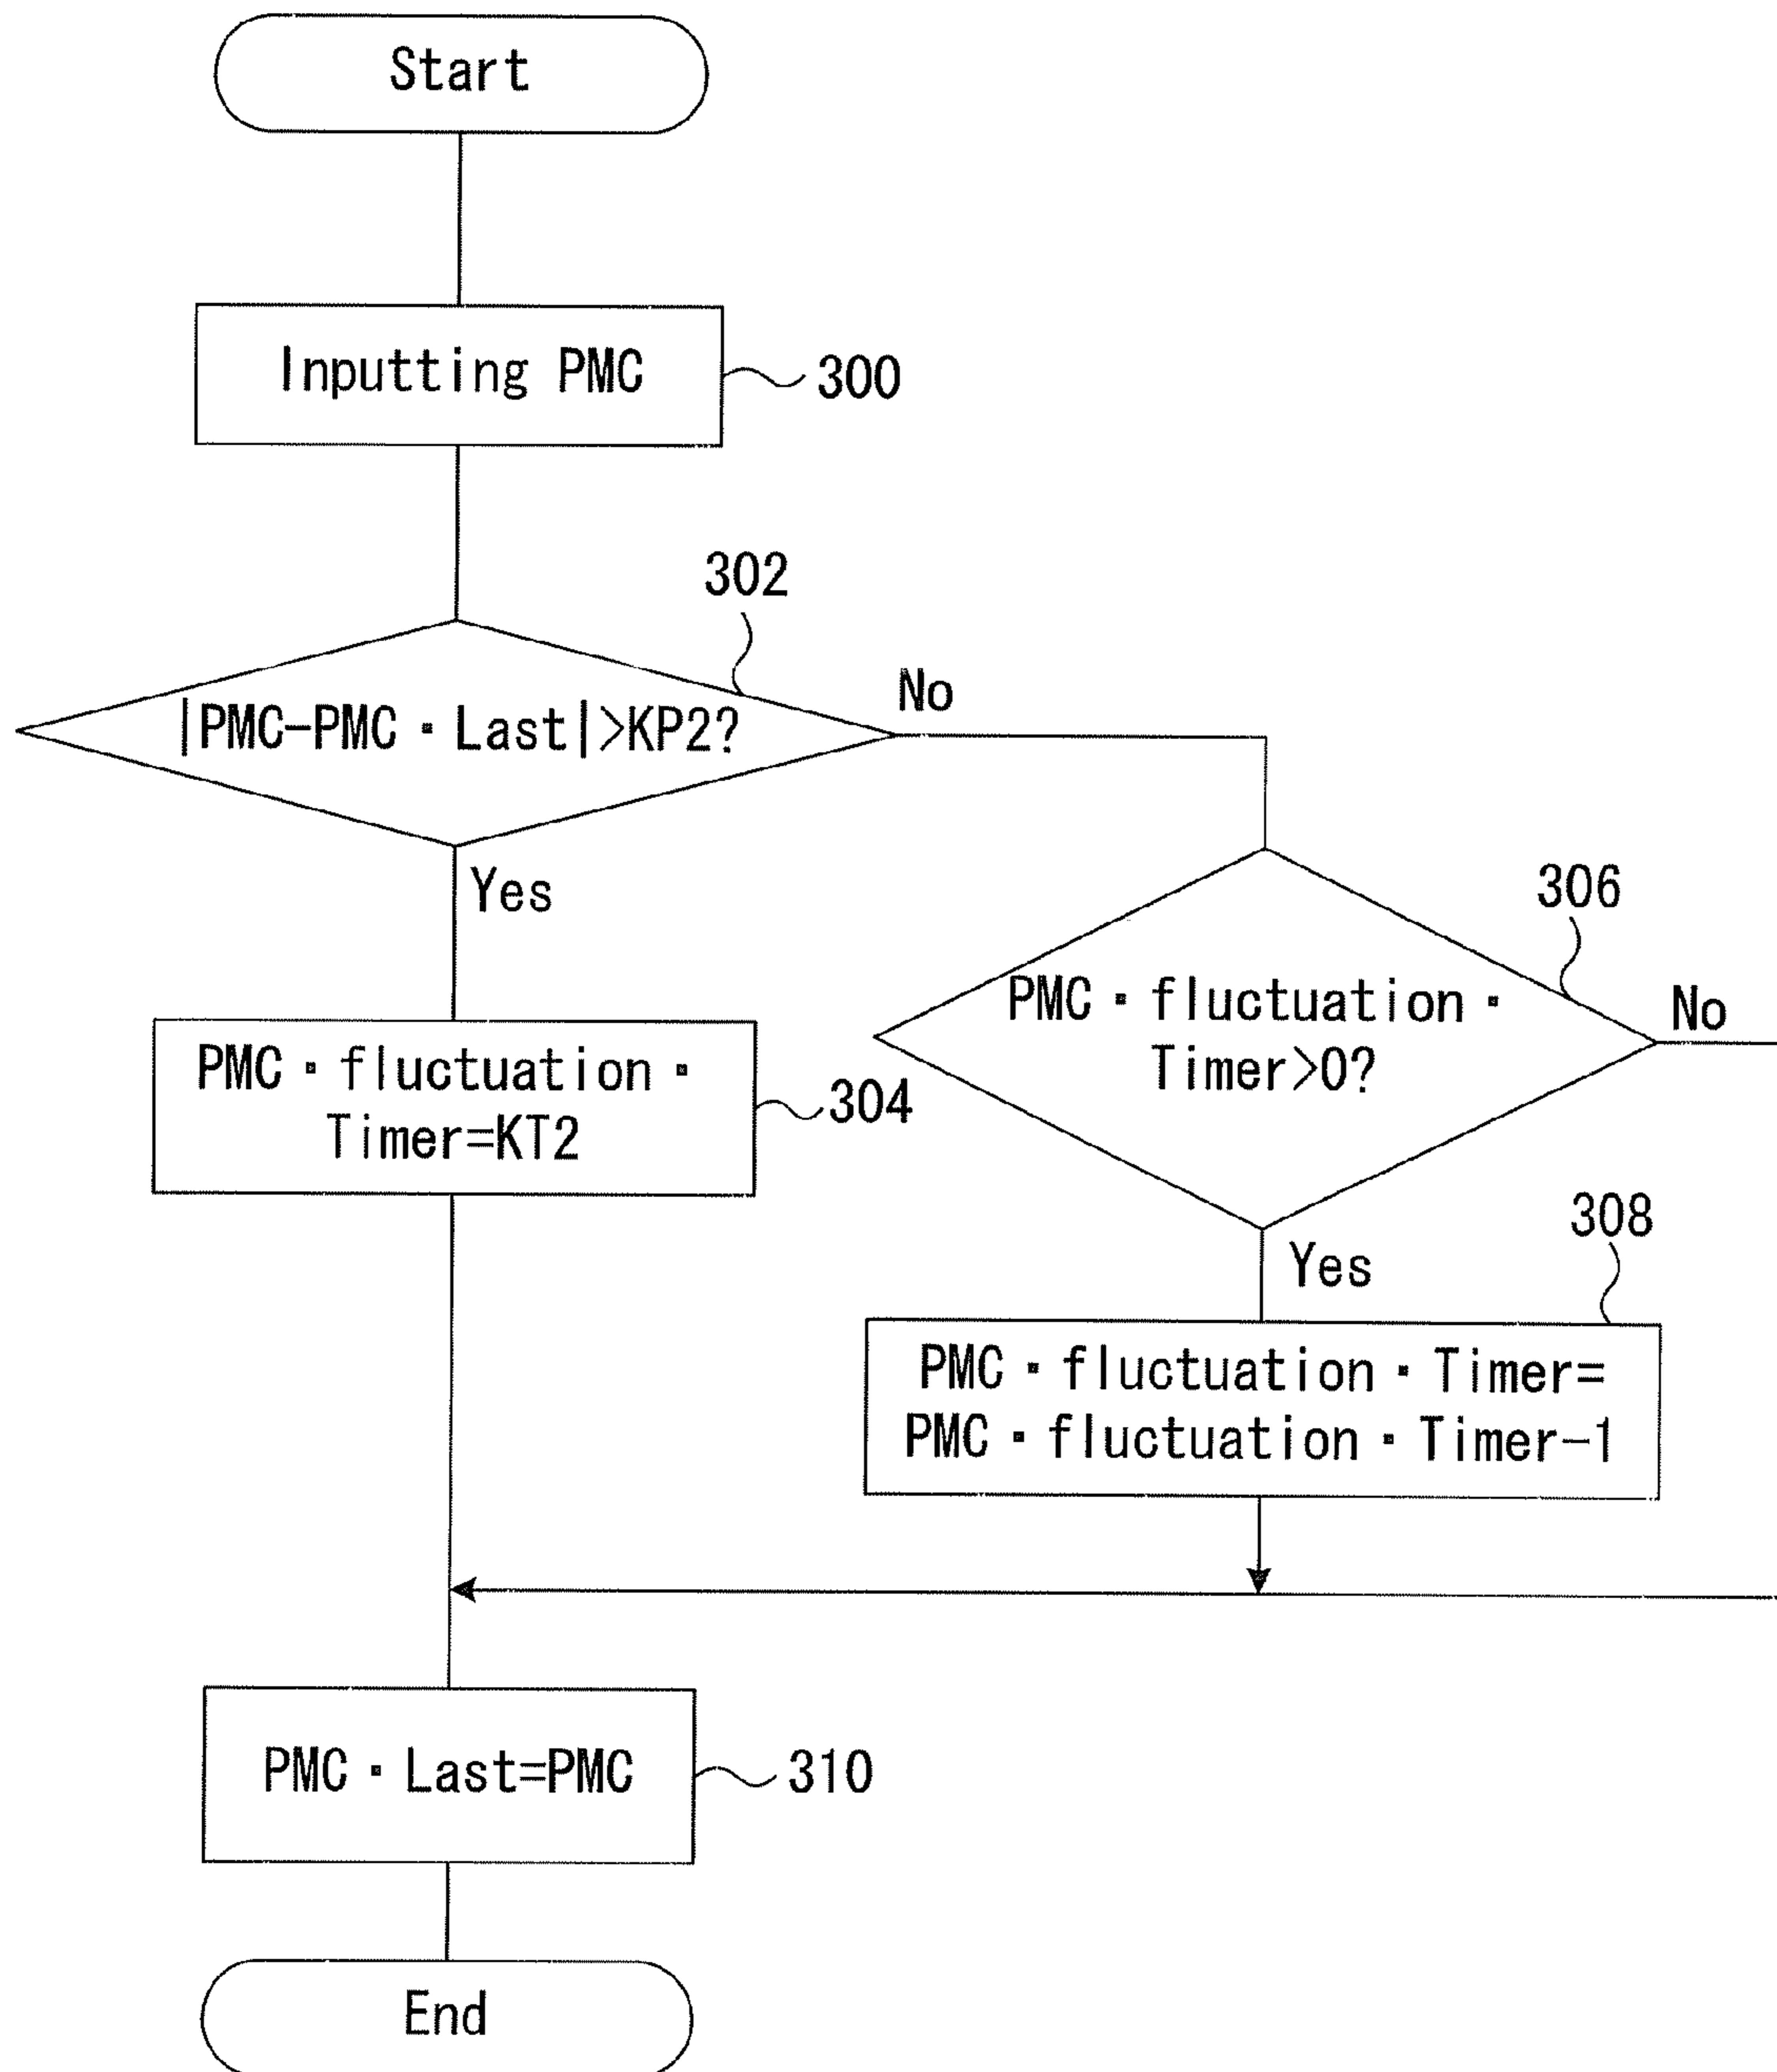 Start
Inputting PMC
300
302
|PMC-PMC・Last|>KP2?
No
Yes
306
PMC・fluctuation・
Timer>0?
No
PMC・fluctuation・
Timer=KT2
304
Yes
308
PMC・fluctuation・Timer=
PMC・fluctuation・Timer-1
PMC・Last=PMC
310
End